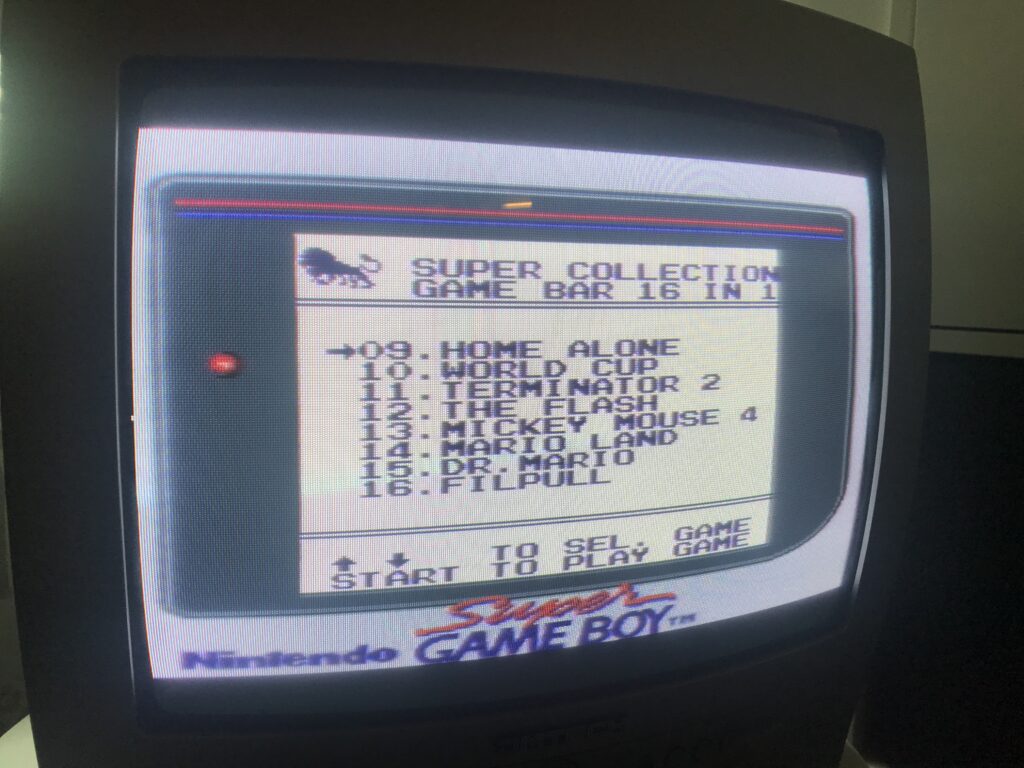 SUPER COLLECTION
GAME BAR 16 IN 1
→09.HOME ALONE
10.WORLD CUP
11.TERMINATOR 2
12.THE FLASH
13.MICKEY MOUSE 4
14.MARIO LAND
15.DR.MARIO
16.FILPULL
↑ ↓ TO SEL. GAME
START TO PLAY GAME
Nintendo Super GAME BOY™